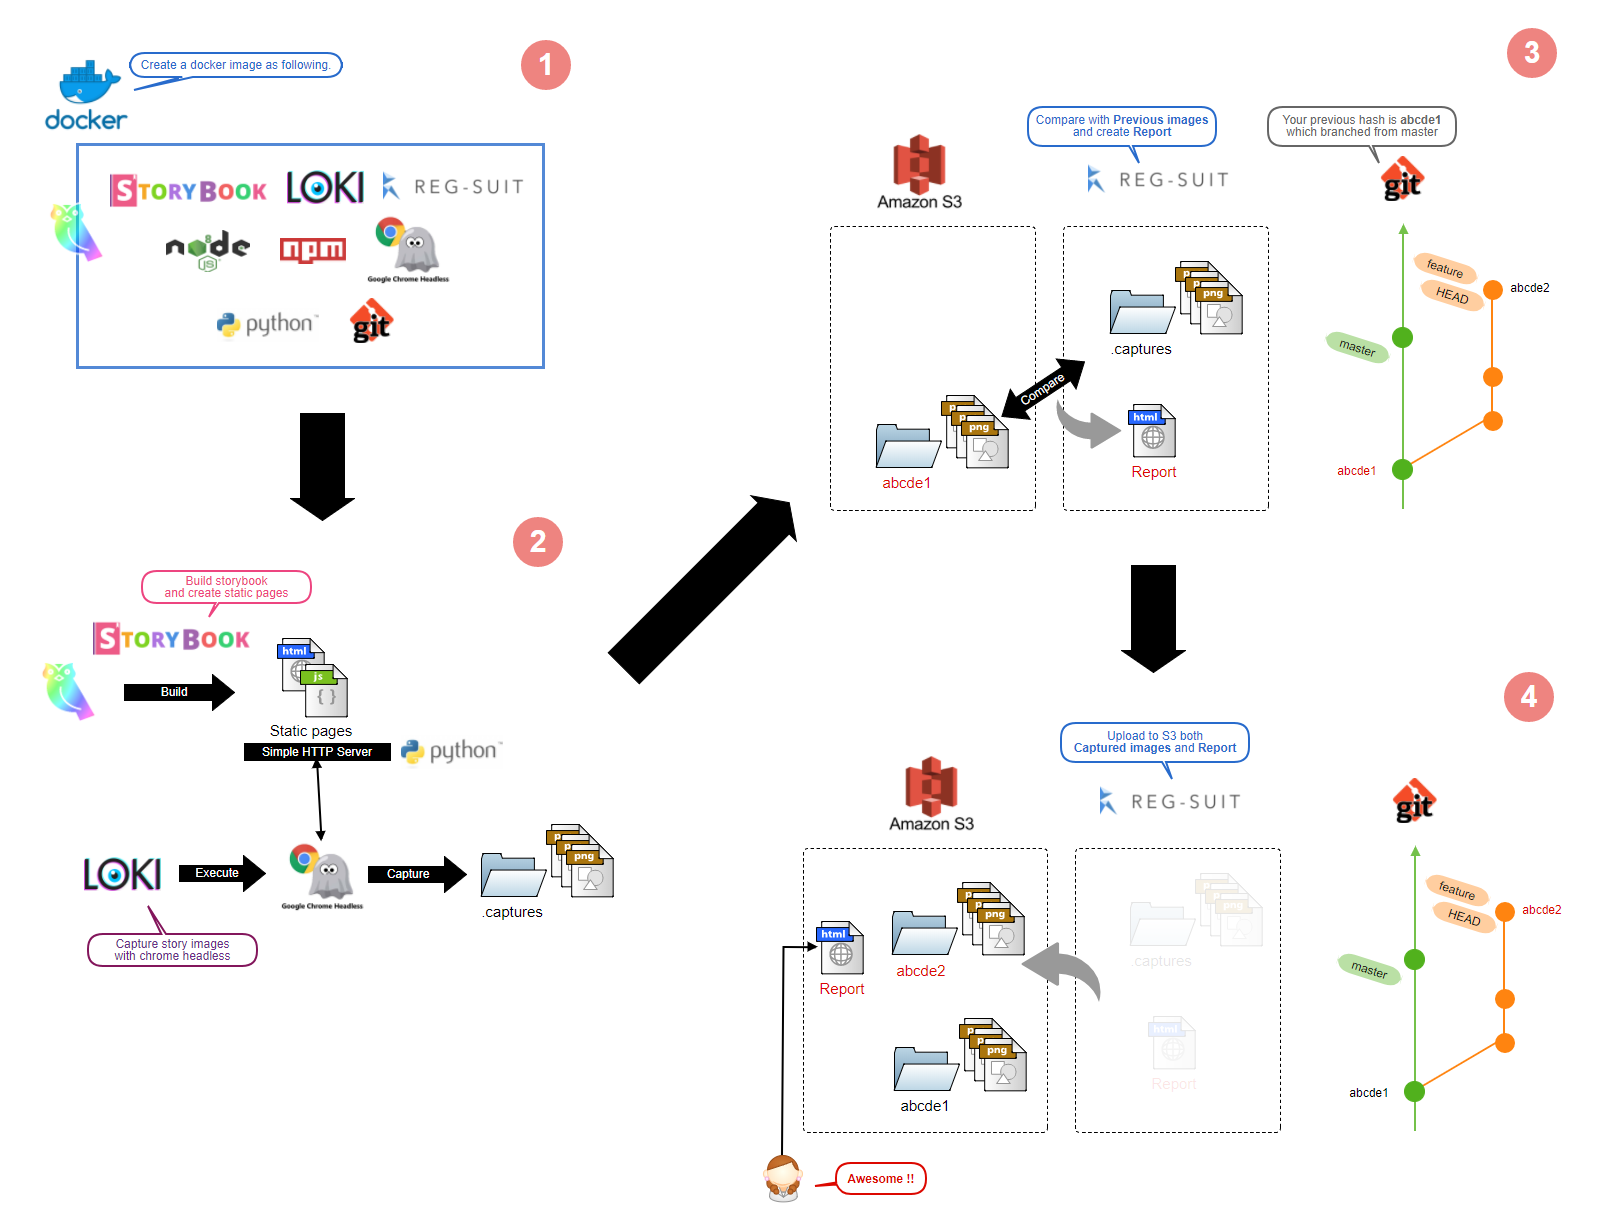 1
Create a docker image as following.
docker
STORYBOOK
LOKI
REG-SUIT
node
8
JS
npm
Google Chrome Headless
python™
git
2
Build storybook
and create static pages
STORYBOOK
html
js
{ }
Build
Static pages
Simple HTTP Server
python™
LOKI
Execute
Google Chrome Headless
Capture
png
.captures
Capture story images
with chrome headless
3
Compare with Previous images
and create Report
Your previous hash is abcde1
which branched from master
Amazon S3
REG-SUIT
git
png
.captures
Compare
png
abcde1
html
Report
feature
HEAD
abcde2
master
abcde1
4
Upload to S3 both
Captured images and Report
Amazon S3
REG-SUIT
git
html
Report
png
abcde2
png
abcde1
.captures
html
Report
feature
HEAD
abcde2
master
abcde1
Awesome !!